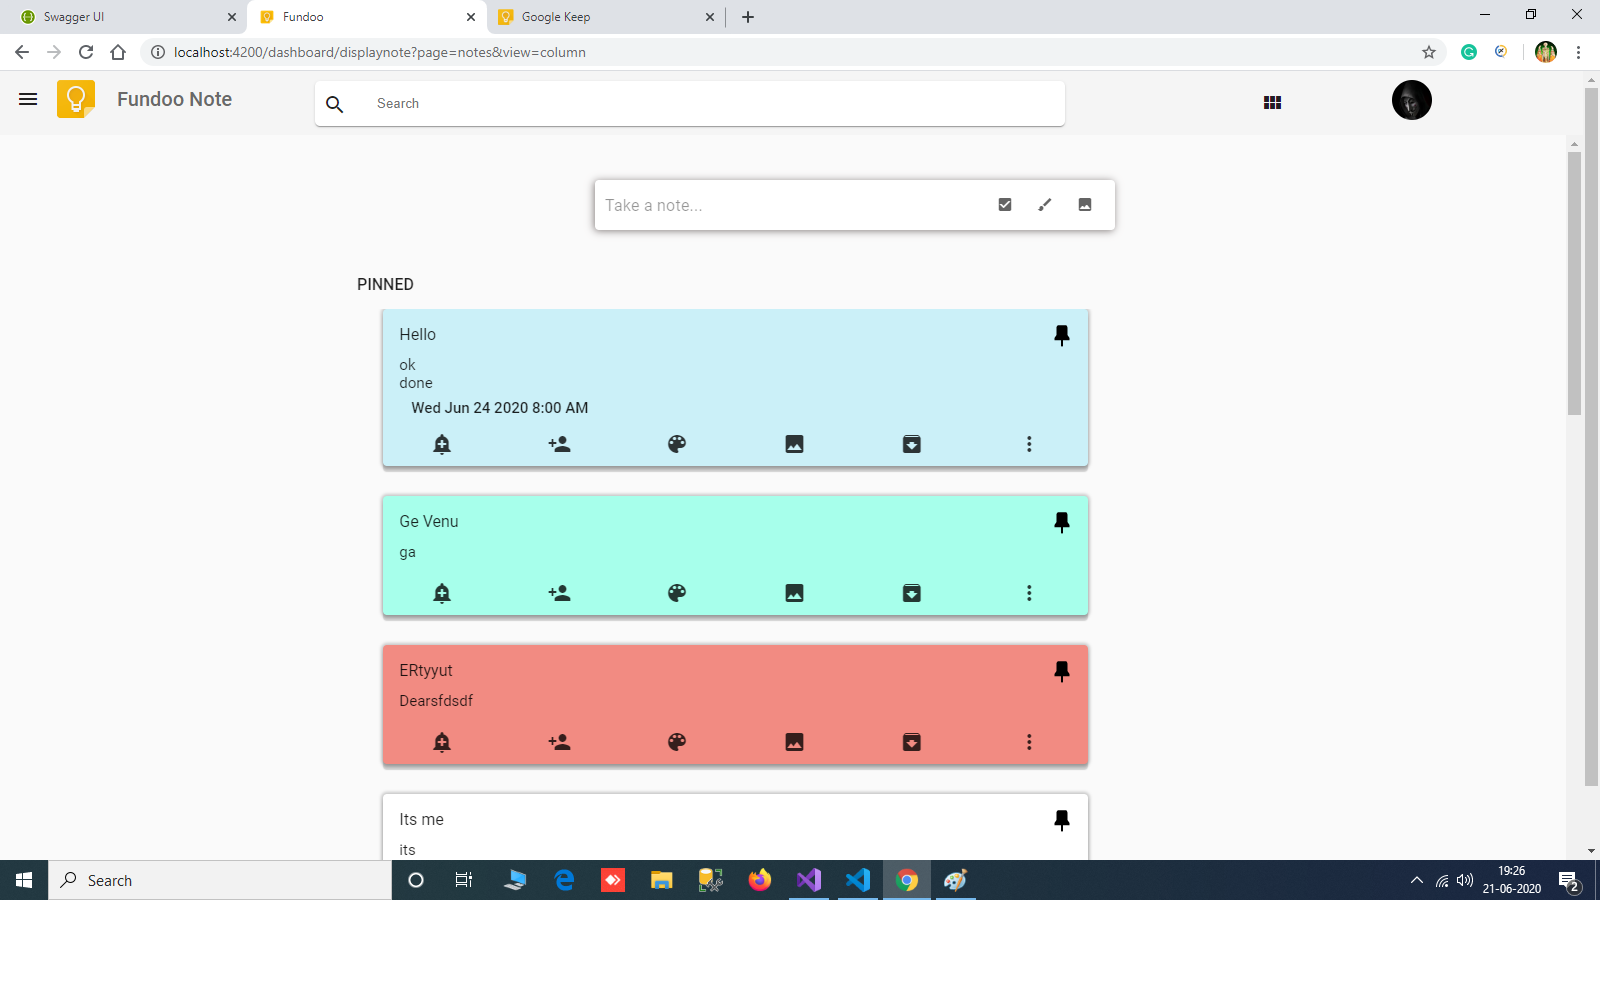 Swagger UI
Fundoo
Google Keep
localhost:4200/dashboard/displaynote?page=notes&view=column
Fundoo Note
Search
Take a note...
PINNED
Hello
ok
done
Wed Jun 24 2020 8:00 AM
Ge Venu
ga
ERtyyut
Dearsfdsdf
Its me
its
Search
19:26
21-06-2020
2